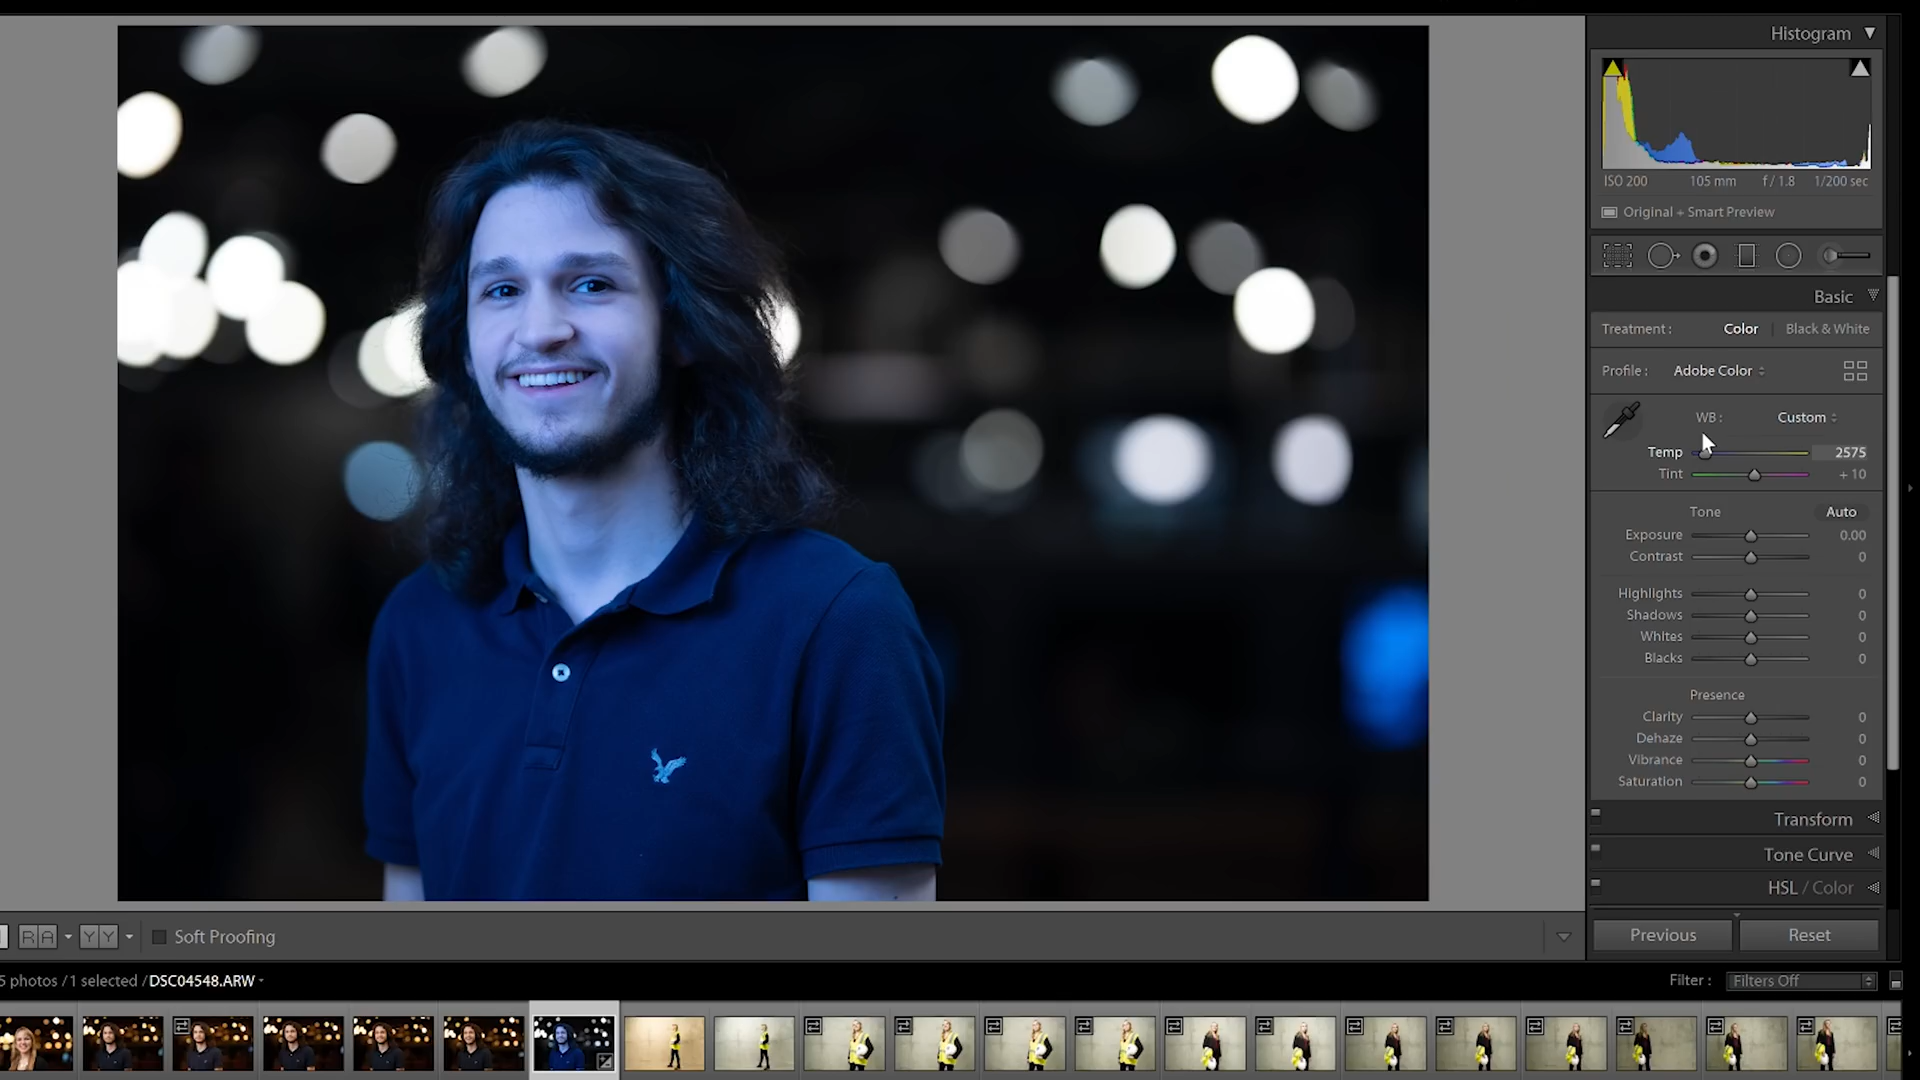 Histogram
ISO 200 105 mm f / 1.8 1/200 sec
Original + Smart Preview
Basic
Treatment : Color Black & White
Profile : Adobe Color
WB : Custom
Temp 2575
Tint + 10
Tone Auto
Exposure 0.00
Contrast 0
Highlights 0
Shadows 0
Whites 0
Blacks 0
Presence
Clarity 0
Dehaze 0
Vibrance 0
Saturation 0
Transform
Tone Curve
HSL / Color
Previous Reset
R A Y Y Soft Proofing
5 photos / 1 selected / DSC04548.ARW
Filter : Filters Off